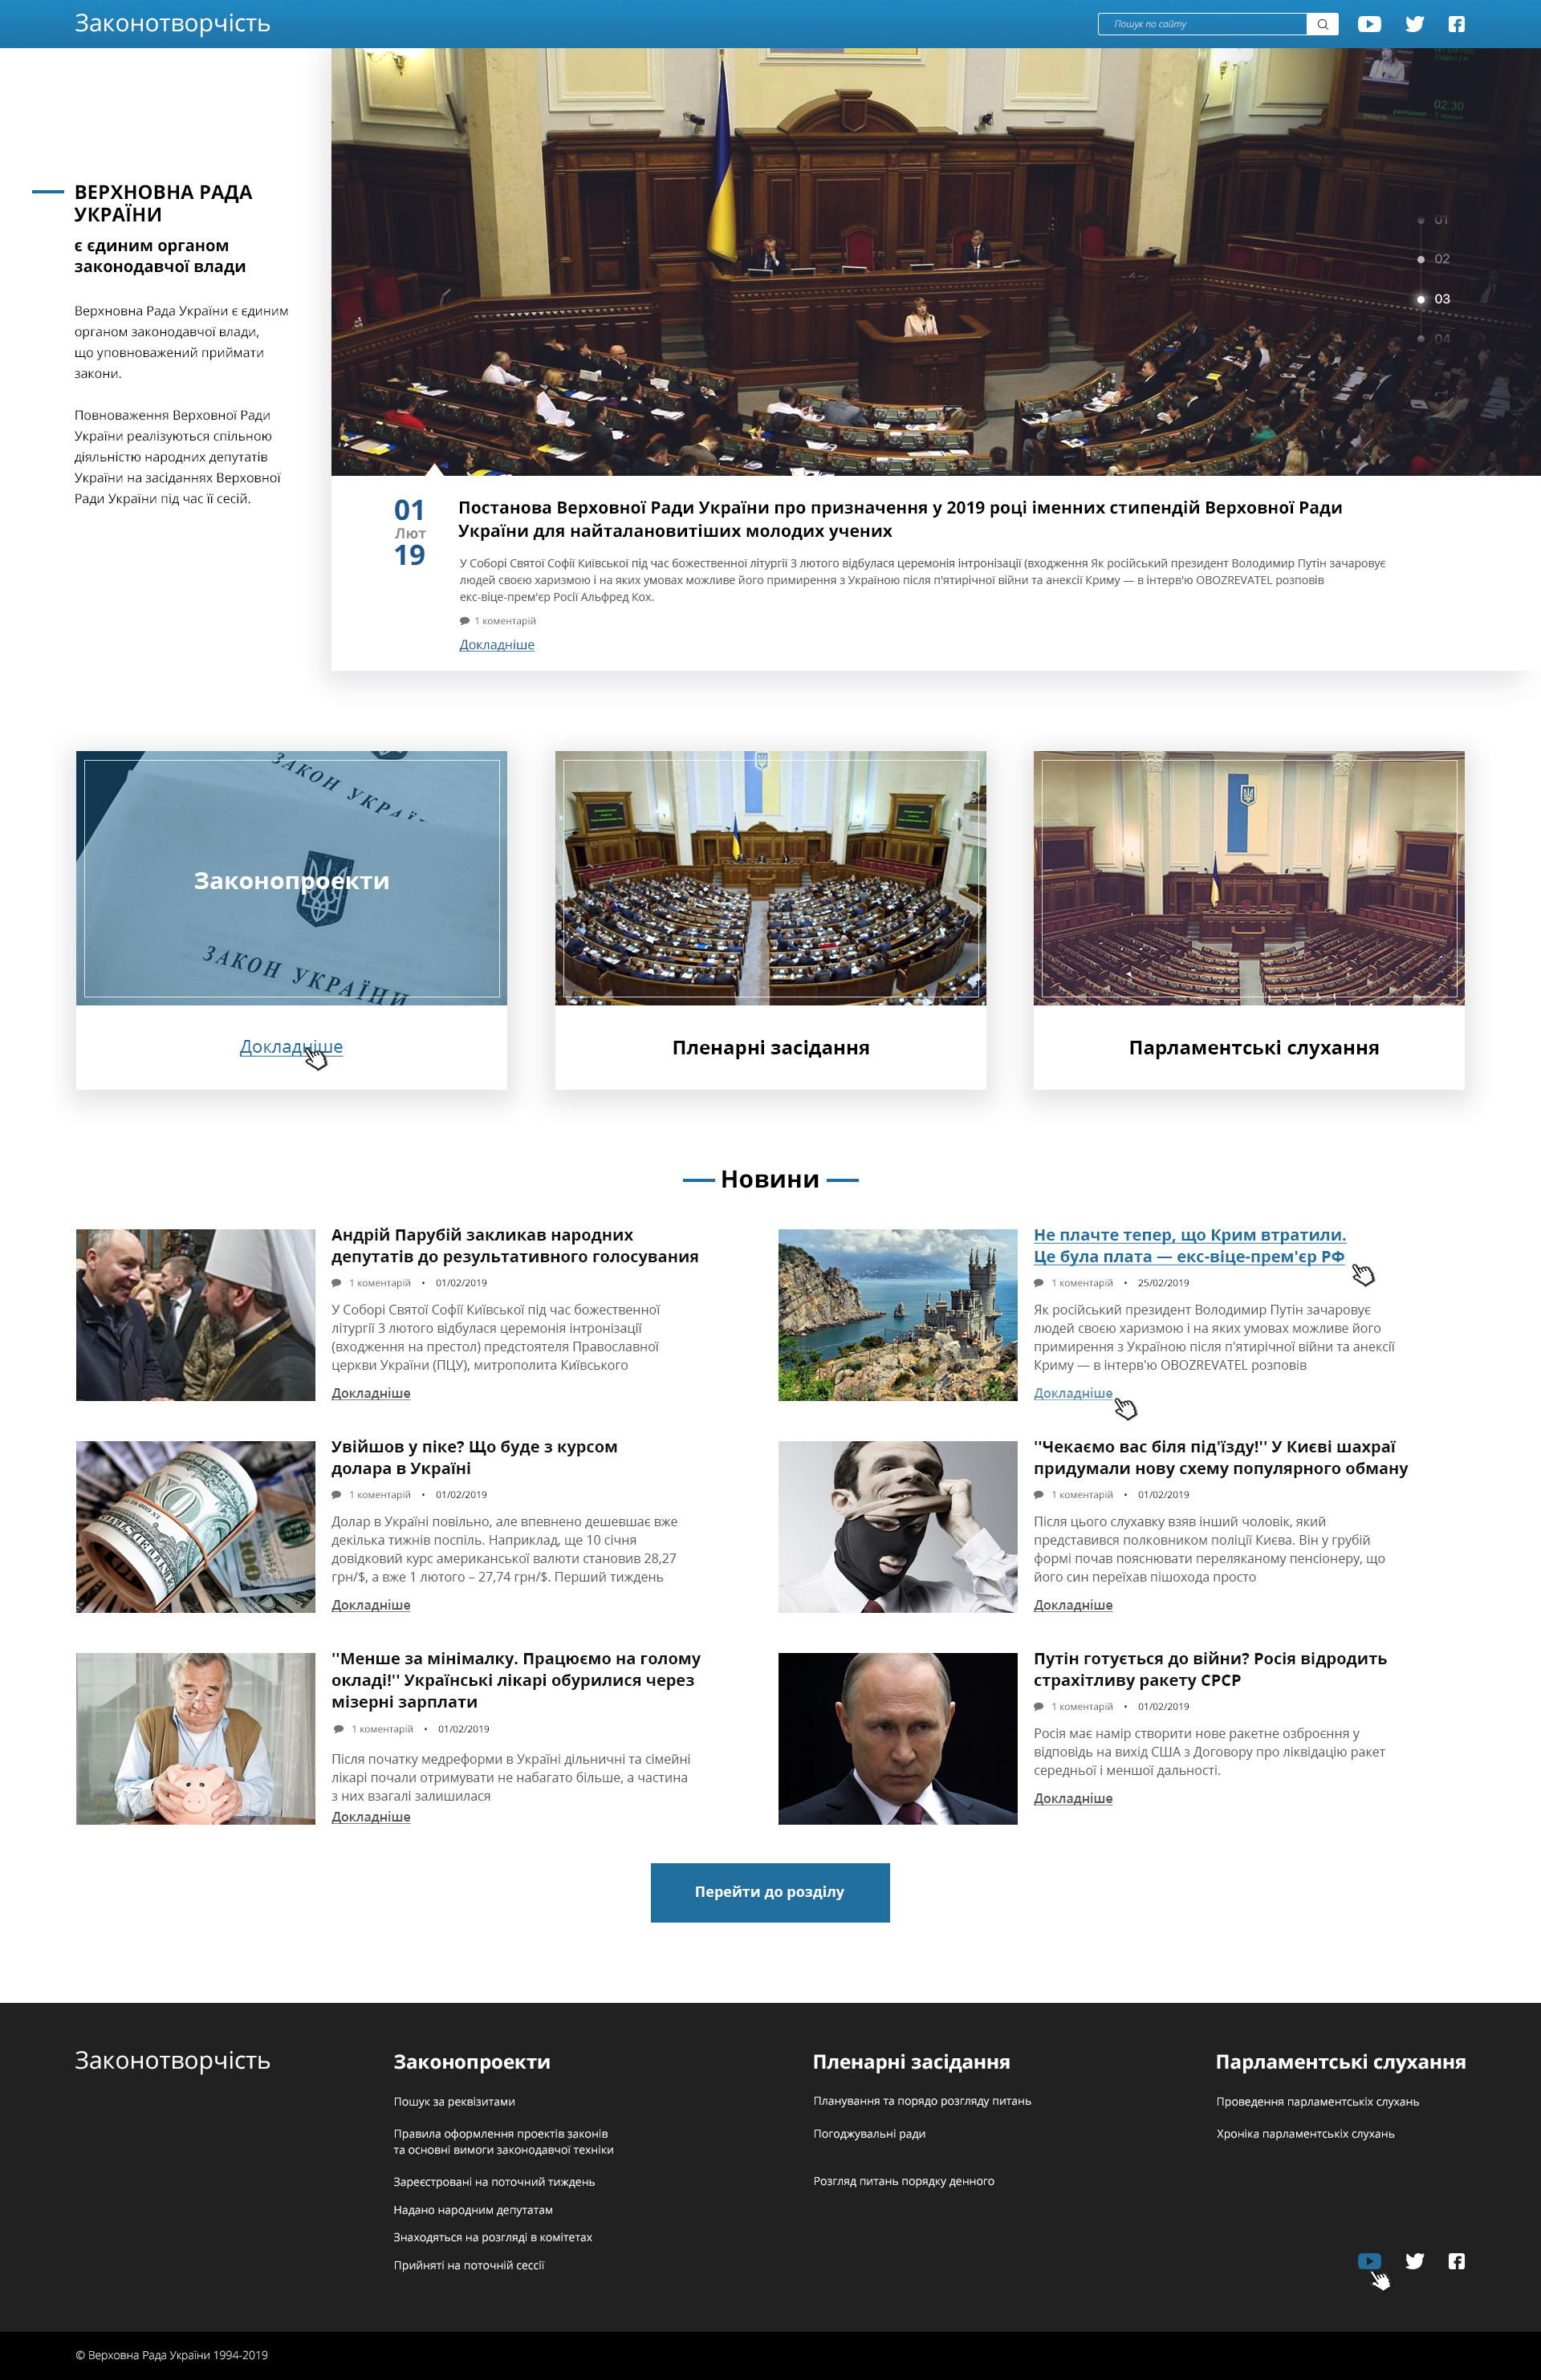 Законотворчість
Пошук по сайту
ВЕРХНОВНА РАДА
УКРАЇНИ
є єдиним органом
законодавчої влади
Верховна Рада України є єдиним
органом законодавчої влади,
що уповноважений приймати
закони.
Повноваження Верховної Ради
України реалізуються спільною
діяльністю народних депутатів
України на засіданнях Верховної
Ради України під час її сесій.
02:30
01
02
03
04
01
Лют
19
Постанова Верховної Ради України про призначення у 2019 році іменних стипендій Верховної Ради
України для найталановитіших молодих учених
У Соборі Святої Софії Київської під час божественної літургії 3 лютого відбулася церемонія інтронізації (входження Як російський президент Володимир Путін зачаровує
людей своєю харизмою і на яких умовах можливе його примирення з Україною після п'ятирічної війни та анексії Криму — в інтерв'ю OBOZREVATEL розповів
екс-віце-прем'єр Росії Альфред Кох.
1 коментарій
Докладніше
ЗАКОН УКРАЇ
Законопроекти
ЗАКОН УКРАЇНИ
Докладніше
Пленарні засідання
Парламентські слухання
Новини
Андрій Парубій закликав народних
депутатів до результативного голосування
1 коментарій • 01/02/2019
У Соборі Святої Софії Київської під час божественної
літургії 3 лютого відбулася церемонія інтронізації
(входження на престол) предстоятеля Православної
церкви України (ПЦУ), митрополита Київського
Докладніше
Не плачте тепер, що Крим втратили.
Це була плата — екс-віце-прем'єр РФ
1 коментарій • 25/02/2019
Як російський президент Володимир Путін зачаровує
людей своєю харизмою і на яких умовах можливе його
примирення з Україною після п'ятирічної війни та анексії
Криму — в інтерв'ю OBOZREVATEL розповів
Докладніше
Увійшов у піке? Що буде з курсом
долара в Україні
1 коментарій • 01/02/2019
Долар в Україні повільно, але впевнено дешевшає вже
декілька тижнів поспіль. Наприклад, ще 10 січня
довідковий курс американської валюти становив 28,27
грн/$, а вже 1 лютого – 27,74 грн/$. Перший тиждень
Докладніше
''Чекаємо вас біля під'їзду!'' У Києві шахраї
придумали нову схему популярного обману
1 коментарій • 01/02/2019
Після цього слухавку взяв інший чоловік, який
представився полковником поліції Києва. Він у грубій
формі почав пояснювати переляканому пенсіонеру, що
його син переїхав пішохода просто
Докладніше
''Менше за мінімалку. Працюємо на голому
окладі!'' Українські лікарі обурилися через
мізерні зарплати
1 коментарій • 01/02/2019
Після початку медреформи в Україні дільничні та сімейні
лікарі почали отримувати не набагато більше, а частина
з них взагалі залишилася
Докладніше
Путін готується до війни? Росія відродить
страхітливу ракету СРСР
1 коментарій • 01/02/2019
Росія має намір створити нове ракетне озброєння у
відповідь на вихід США з Договору про ліквідацію ракет
середньої і меншої дальності.
Докладніше
Перейти до розділу
Законотворчість
Законопроекти
Пошук за реквізитами
Правила оформлення проектів законів
та основні вимоги законодавчої техніки
Зареєстровані на поточний тиждень
Надано народним депутатам
Знаходяться на розгляді в комітетах
Прийняті на поточній сессії
Пленарні засідання
Планування та порядо розгляду питань
Погоджувальні ради
Розгляд питань порядку денного
Парламентські слухання
Проведення парламентських слухань
Хроніка парламентських слухань
© Верховна Рада України 1994-2019